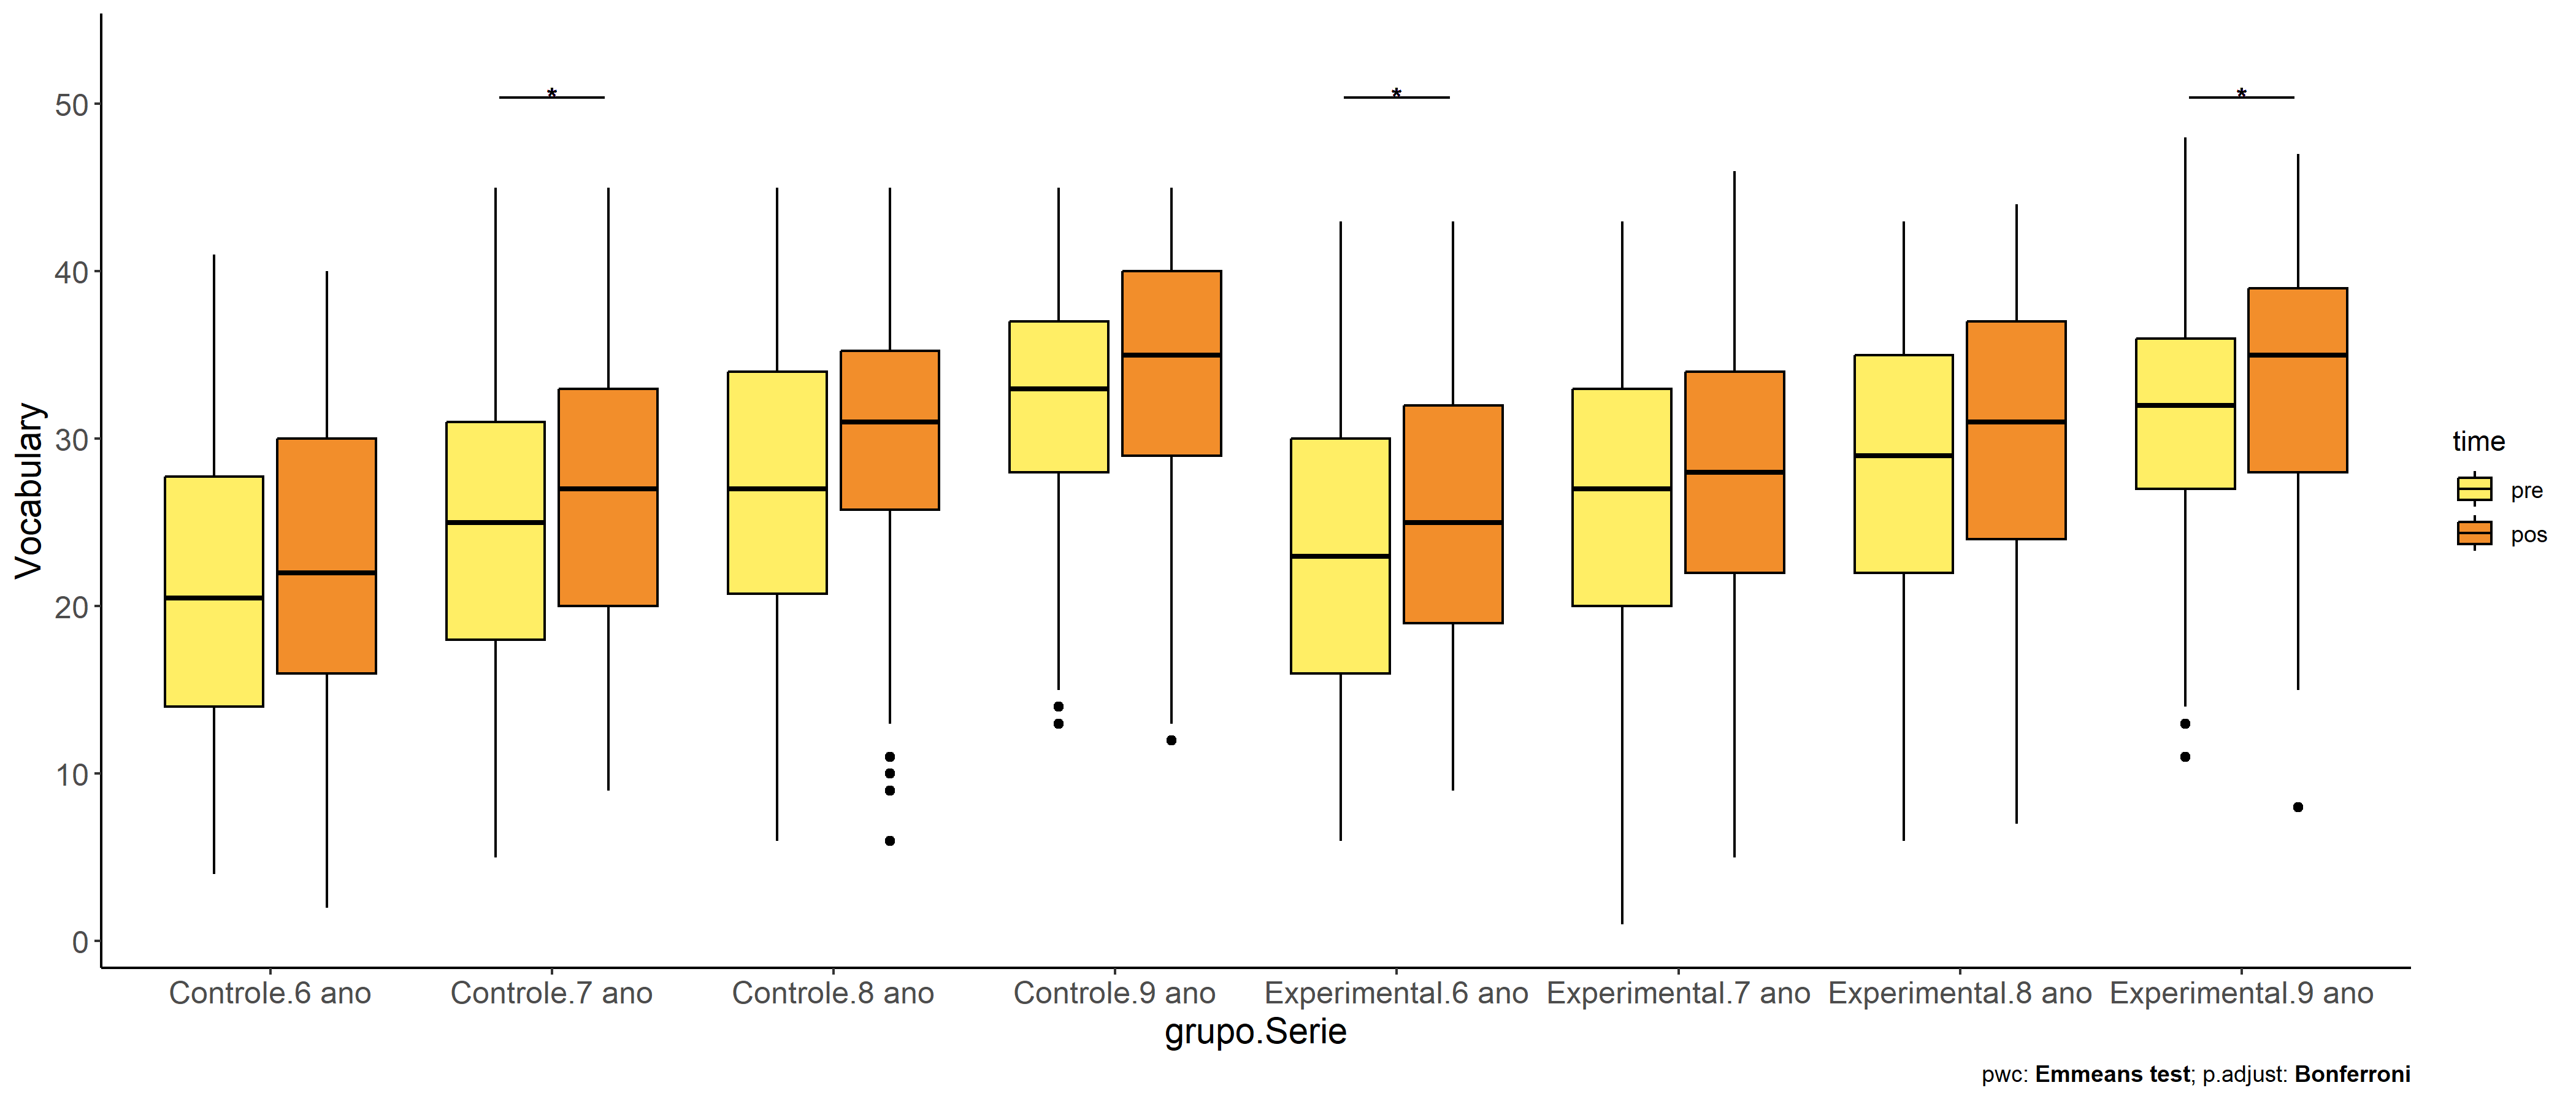 Vocabulary
50
40
30
20
10
0
* * *
Controle.6 ano Controle.7 ano Controle.8 ano Controle.9 ano Experimental.6 ano Experimental.7 ano Experimental.8 ano Experimental.9 ano
grupo.Serie
time
pre
pos
pwc: Emmeans test; p.adjust: Bonferroni